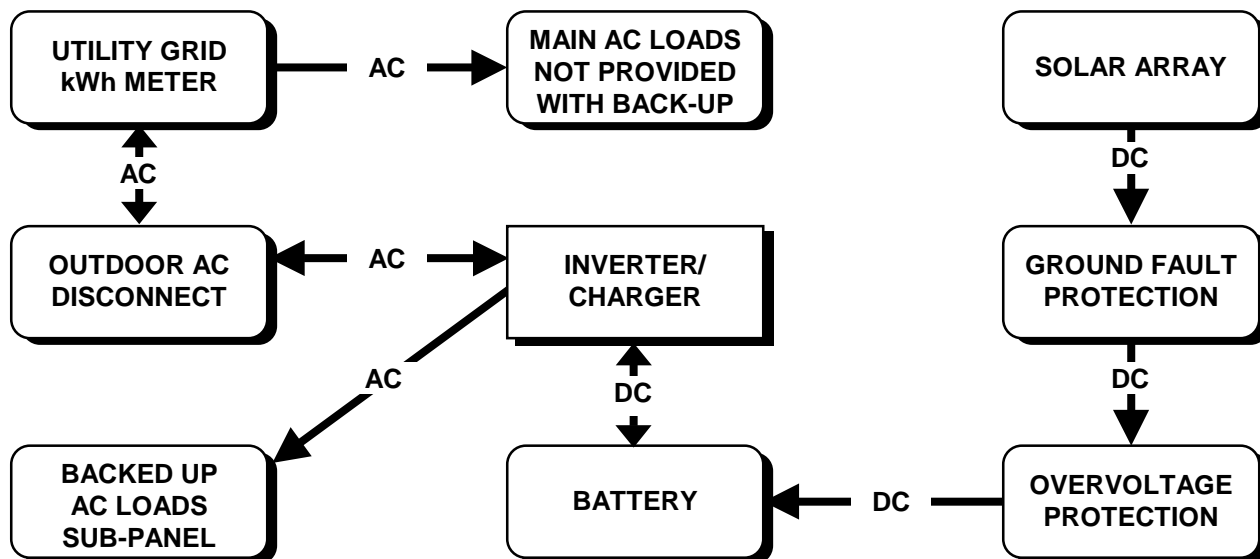 UTILITY GRID
kWh METER
AC
MAIN AC LOADS
NOT PROVIDED
WITH BACK-UP
SOLAR ARRAY
AC
DC
OUTDOOR AC
DISCONNECT
AC
INVERTER/
CHARGER
GROUND FAULT
PROTECTION
AC
DC
DC
BACKED UP
AC LOADS
SUB-PANEL
BATTERY
DC
OVERVOLTAGE
PROTECTION